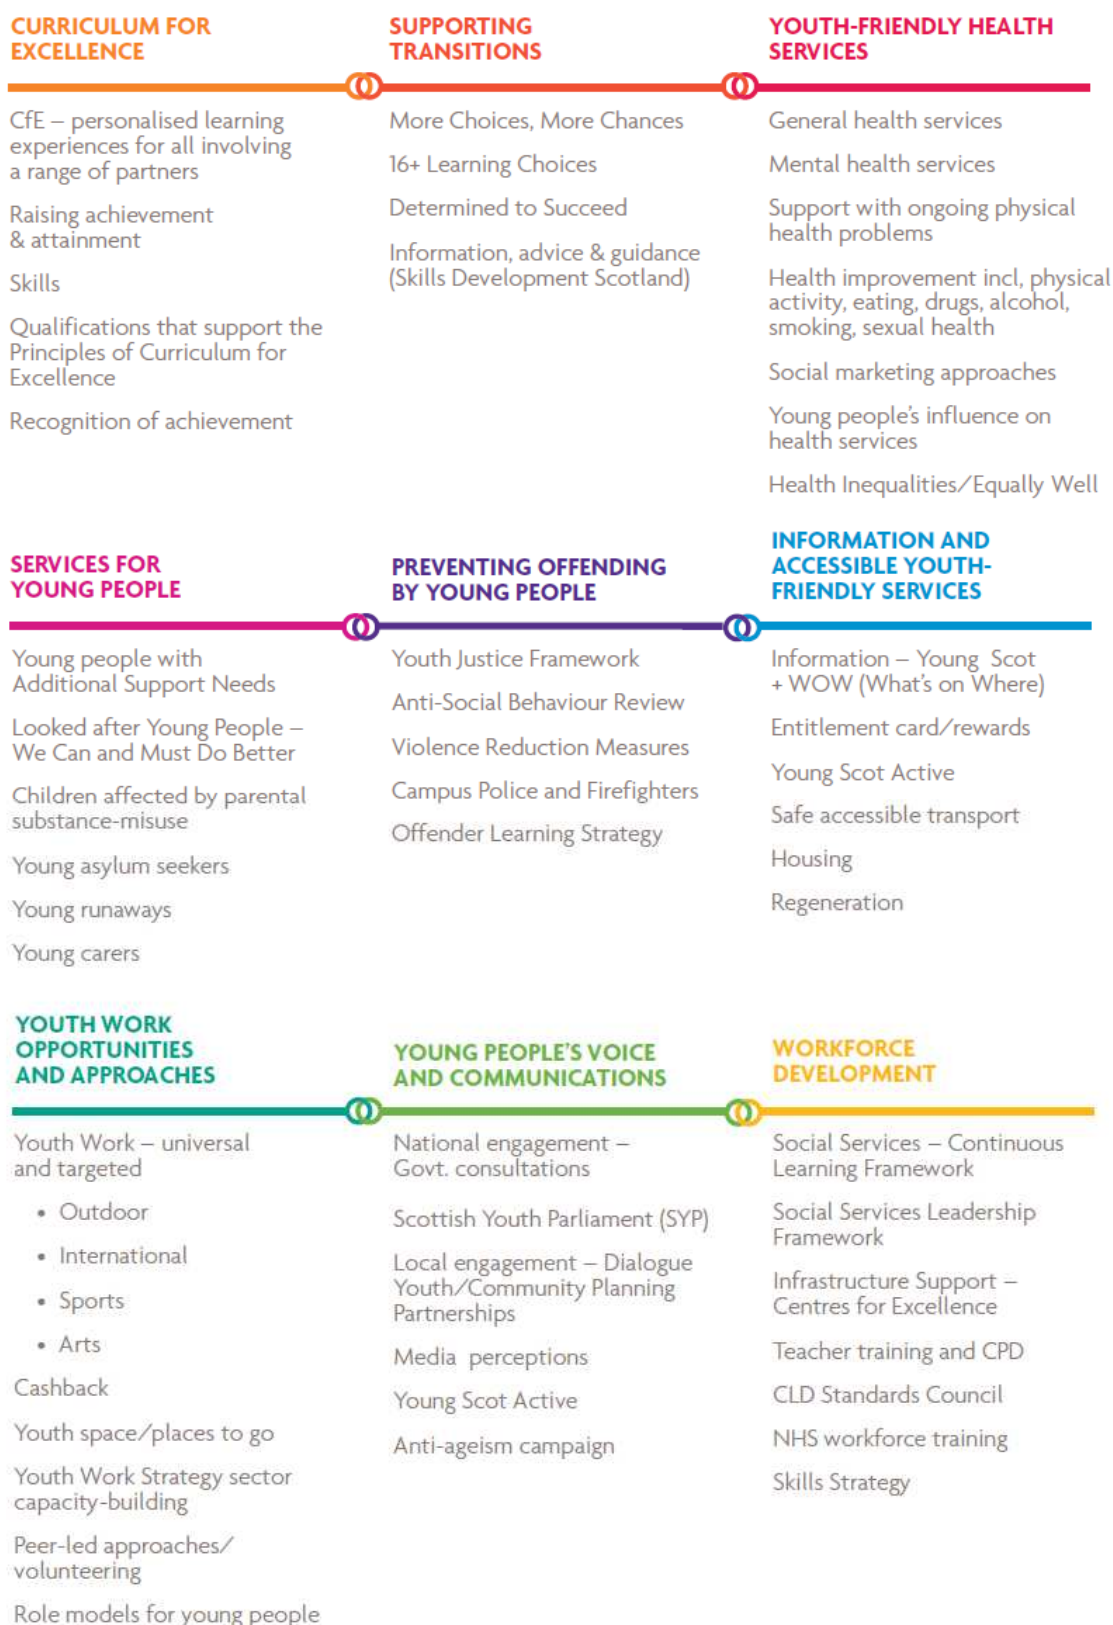 CURRICULUM FOR
EXCELLENCE
CfE – personalised learning
experiences for all involving
a range of partners
Raising achievement
& attainment
Skills
Qualifications that support the
Principles of Curriculum for
Excellence
Recognition of achievement
SUPPORTING
TRANSITIONS
More Choices, More Chances
16+ Learning Choices
Determined to Succeed
Information, advice & guidance
(Skills Development Scotland)
YOUTH-FRIENDLY HEALTH
SERVICES
General health services
Mental health services
Support with ongoing physical
health problems
Health improvement incl, physical
activity, eating, drugs, alcohol,
smoking, sexual health
Social marketing approaches
Young people's influence on
health services
Health Inequalities/Equally Well
SERVICES FOR
YOUNG PEOPLE
Young people with
Additional Support Needs
Looked after Young People –
We Can and Must Do Better
Children affected by parental
substance-misuse
Young asylum seekers
Young runaways
Young carers
PREVENTING OFFENDING
BY YOUNG PEOPLE
Youth Justice Framework
Anti-Social Behaviour Review
Violence Reduction Measures
Campus Police and Firefighters
Offender Learning Strategy
INFORMATION AND
ACCESSIBLE YOUTH-
FRIENDLY SERVICES
Information – Young Scot
+ WOW (What's on Where)
Entitlement card/rewards
Young Scot Active
Safe accessible transport
Housing
Regeneration
YOUTH WORK
OPPORTUNITIES
AND APPROACHES
Youth Work – universal
and targeted
• Outdoor
• International
• Sports
• Arts
Cashback
Youth space/places to go
Youth Work Strategy sector
capacity-building
Peer-led approaches/
volunteering
Role models for young people
YOUNG PEOPLE'S VOICE
AND COMMUNICATIONS
National engagement –
Govt. consultations
Scottish Youth Parliament (SYP)
Local engagement – Dialogue
Youth/Community Planning
Partnerships
Media perceptions
Young Scot Active
Anti-ageism campaign
WORKFORCE
DEVELOPMENT
Social Services – Continuous
Learning Framework
Social Services Leadership
Framework
Infrastructure Support –
Centres for Excellence
Teacher training and CPD
CLD Standards Council
NHS workforce training
Skills Strategy